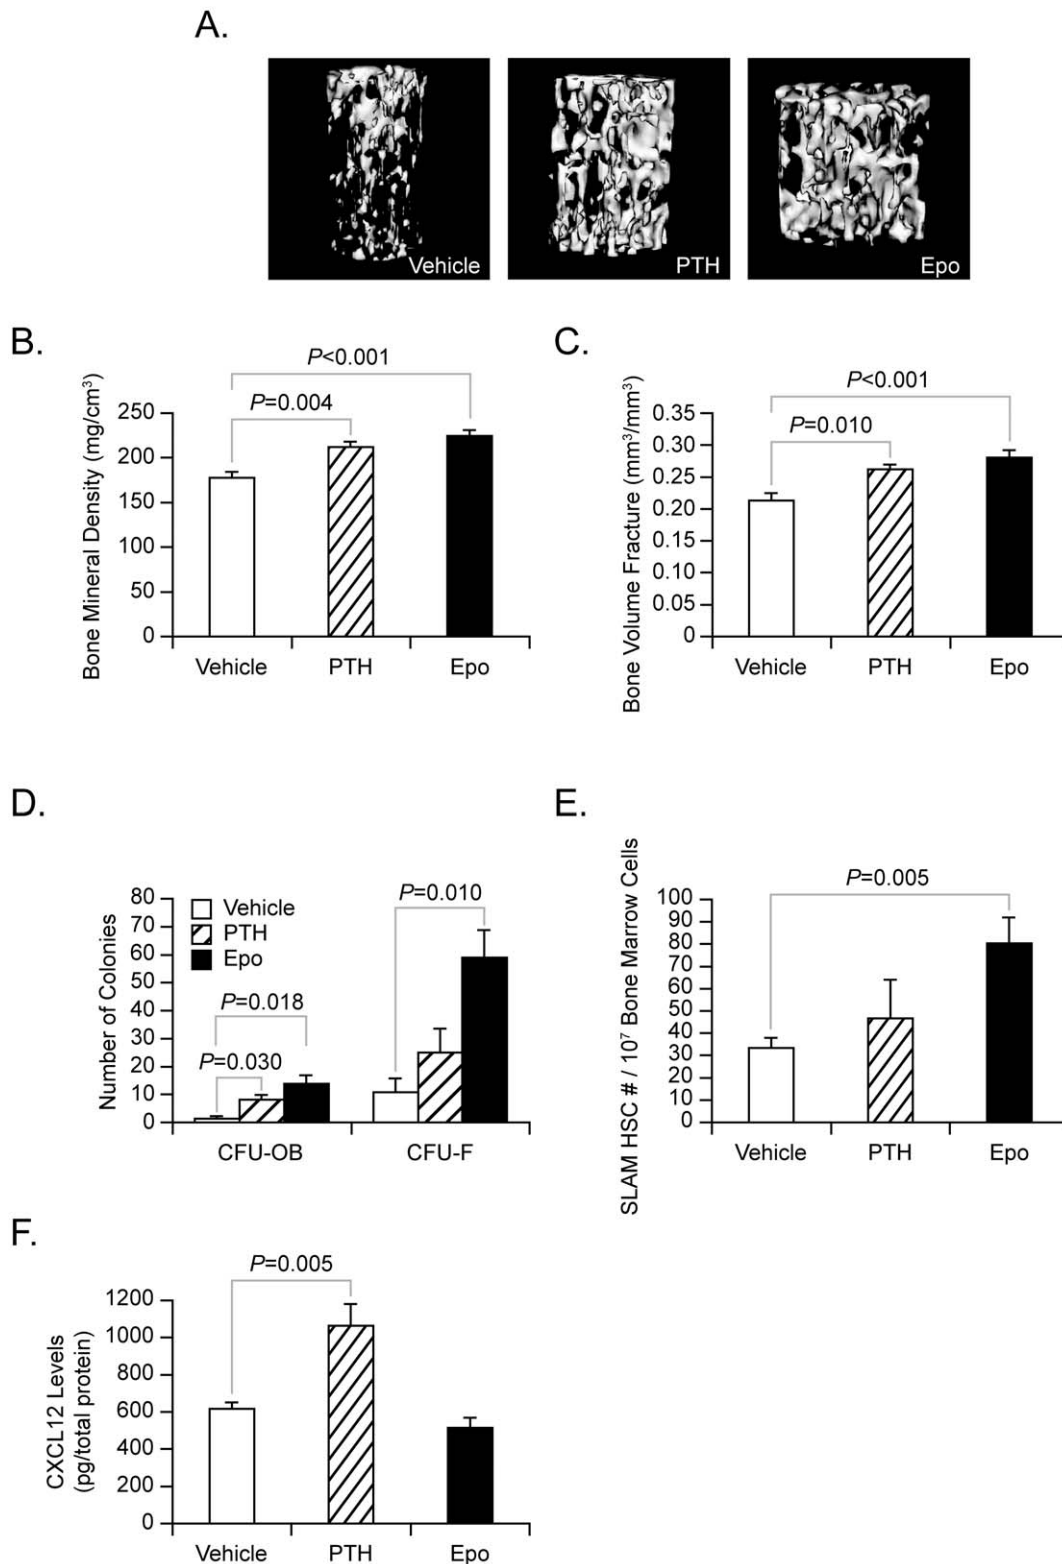 A.
Vehicle
PTH
Epo
B.
Bone Mineral Density (mg/cm³)
P<0.001
P=0.004
250
200
150
100
50
0
Vehicle
PTH
Epo
C.
Bone Volume Fracture (mm³/mm³)
P<0.001
P=0.010
0.35
0.30
0.25
0.20
0.15
0.10
0.05
0
Vehicle
PTH
Epo
D.
Number of Colonies
80
70
60
50
40
30
20
10
0
Vehicle
PTH
Epo
P=0.010
P=0.018
P=0.030
CFU-OB
CFU-F
E.
SLAM HSC # / 10⁷ Bone Marrow Cells
P=0.005
100
90
80
70
60
50
40
30
20
10
0
Vehicle
PTH
Epo
F.
CXCL12 Levels
(pg/total protein)
P=0.005
1200
1000
800
600
400
200
0
Vehicle
PTH
Epo